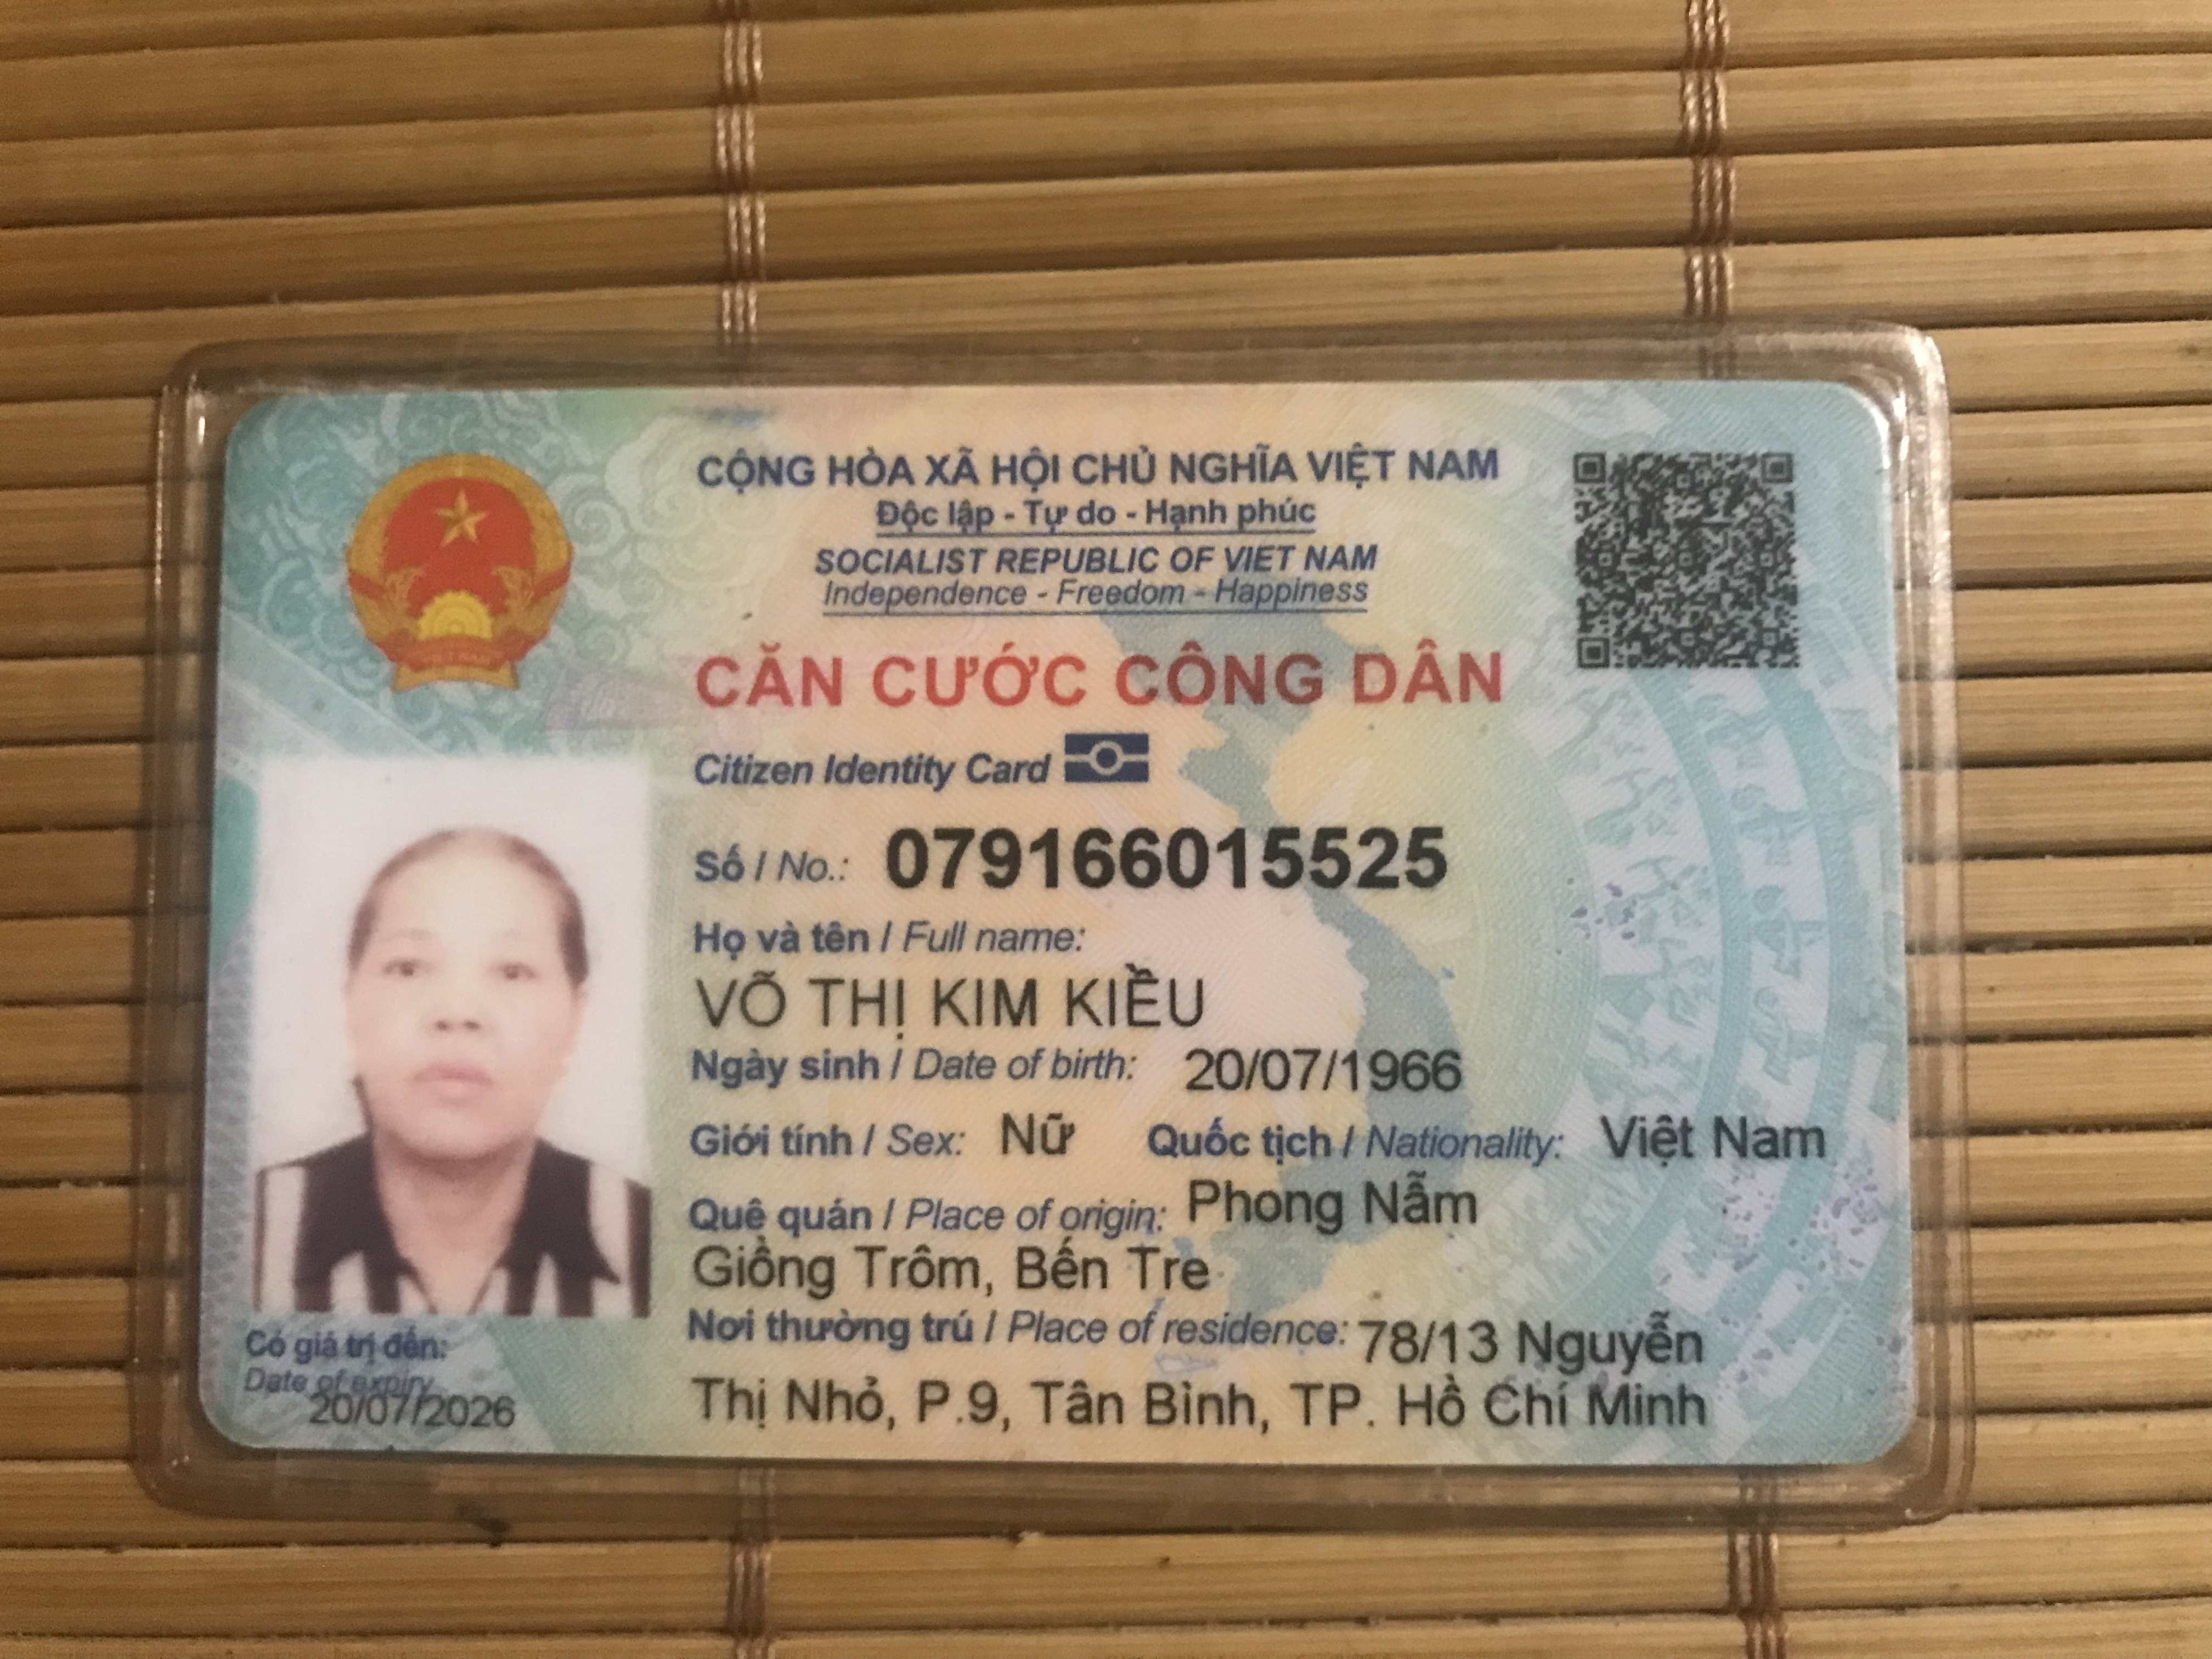 CỘNG HÒA XÃ HỘI CHỦ NGHĨA VIỆT NAM
Độc lập - Tự do - Hạnh phúc
SOCIALIST REPUBLIC OF VIET NAM
Independence - Freedom - Happiness
CĂN CƯỚC CÔNG DÂN
Citizen Identity Card
Số / No.: 079166015525
Họ và tên / Full name:
VÕ THỊ KIM KIỀU
Ngày sinh / Date of birth: 20/07/1966
Giới tính / Sex: Nữ Quốc tịch / Nationality: Việt Nam
Quê quán / Place of origin: Phong Nẫm
Giồng Trôm, Bến Tre
Nơi thường trú / Place of residence: 78/13 Nguyễn
Thị Nhỏ, P.9, Tân Bình, TP. Hồ Chí Minh
Có giá trị đến:
Date of expiry
20/07/2026